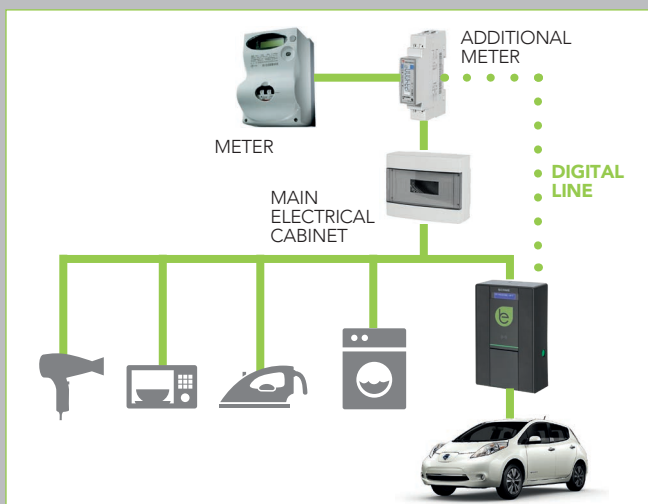 ADDITIONAL
METER
METER
DIGITAL
LINE
MAIN
ELECTRICAL
CABINET
e